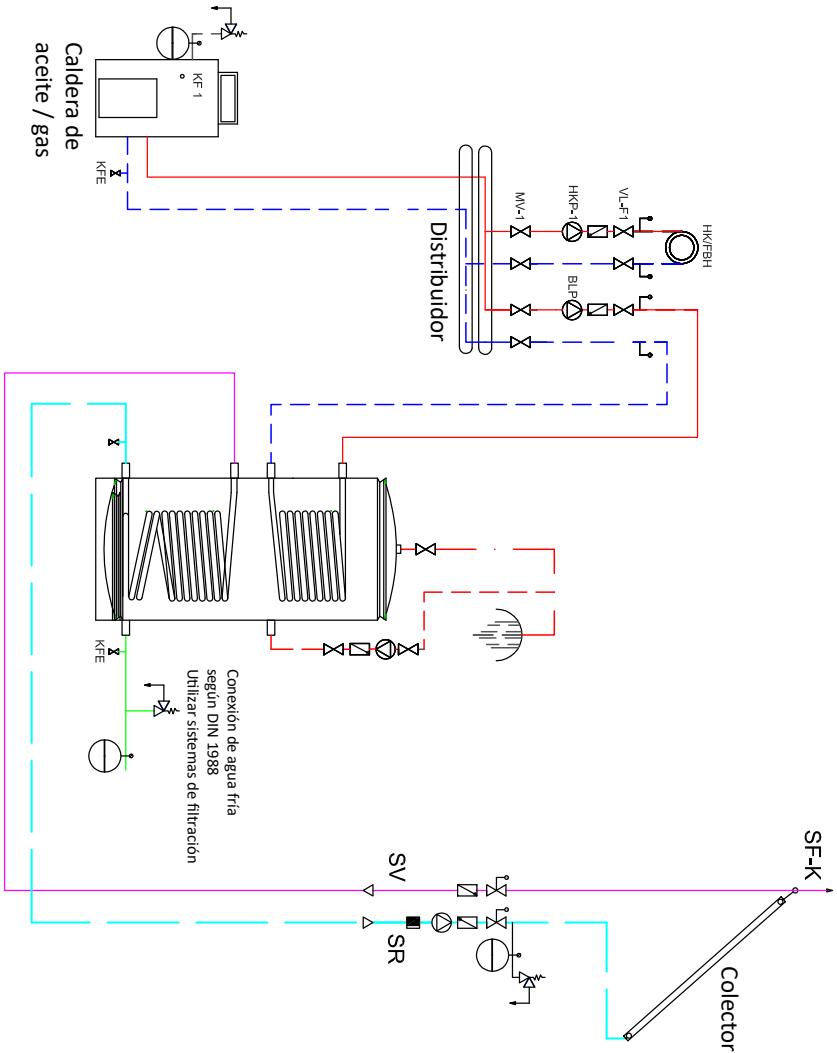 SF-K
Colector
HK/FBH
VL-F1
HKP-1
BLP
MV-1
Distribuidor
SV
SR
Conexión de agua fría
según DIN 1988
Utilizar sistemas de filtración
KF 1
KFE
KFE
Caldera de
aceite / gas